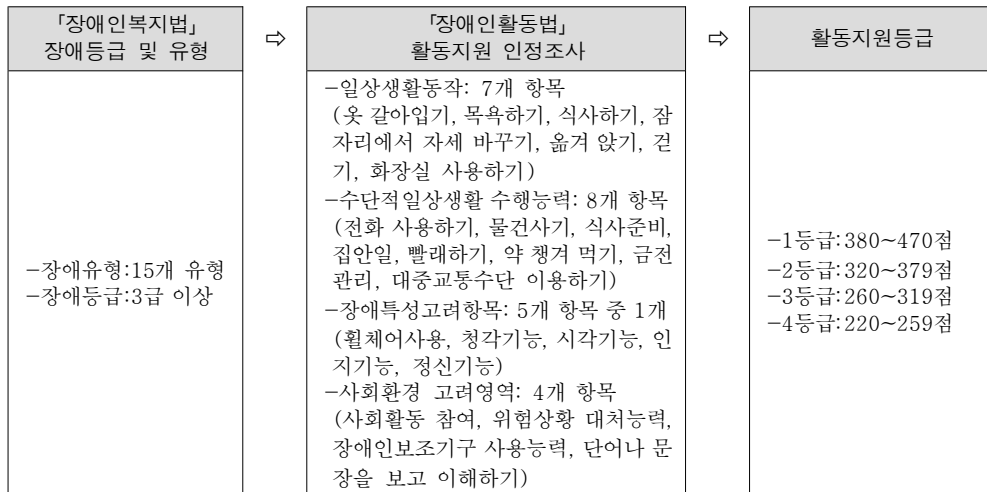 「장애인복지법」
장애등급 및 유형
⇨
「장애인활동법」
활동지원 인정조사
⇨
활동지원등급
-장애유형:15개 유형
-장애등급:3급 이상
-일상생활동작: 7개 항목
(옷 갈아입기, 목욕하기, 식사하기, 잠
자리에서 자세 바꾸기, 옮겨 앉기, 걷
기, 화장실 사용하기)
-수단적일상생활 수행능력: 8개 항목
(전화 사용하기, 물건사기, 식사준비,
집안일, 빨래하기, 약 챙겨 먹기, 금전
관리, 대중교통수단 이용하기)
-장애특성고려항목: 5개 항목 중 1개
(휠체어사용, 청각기능, 시각기능, 인
지기능, 정신기능)
-사회환경 고려영역: 4개 항목
(사회활동 참여, 위험상황 대처능력,
장애인보조기구 사용능력, 단어나 문
장을 보고 이해하기)
-1등급:380~470점
-2등급:320~379점
-3등급:260~319점
-4등급:220~259점